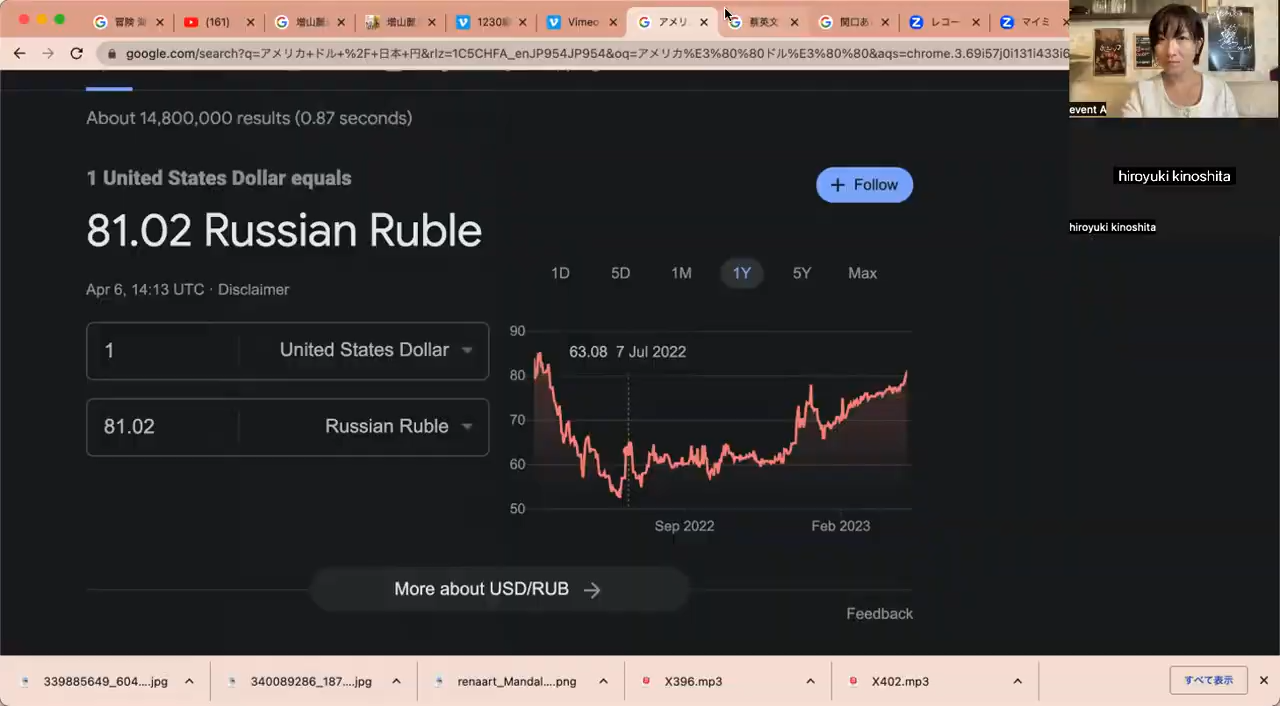 冒険 海
(161)
増山麗
増山麗
1230
Vimeo
アメリ
蔡英文
関口あ
レコー
マイミ
google.com/search?q=アメリカ+ドル+%2F+日本+円&rlz=1C5CHFA_enJP954JP954&oq=アメリカ%E3%80%80ドル%E3%80%80&aqs=chrome.3.69i57j0i131i433i6
event A
hiroyuki kinoshita
hiroyuki kinoshita
About 14,800,000 results (0.87 seconds)
1 United States Dollar equals
81.02 Russian Ruble
Apr 6, 14:13 UTC · Disclaimer
+ Follow
1D 5D 1M 1Y 5Y Max
1 United States Dollar
81.02 Russian Ruble
63.08 7 Jul 2022
90
80
70
60
50
Sep 2022 Feb 2023
More about USD/RUB →
Feedback
339885649_604....jpg
340089286_187....jpg
renaart_Mandal....png
X396.mp3
X402.mp3
すべて表示